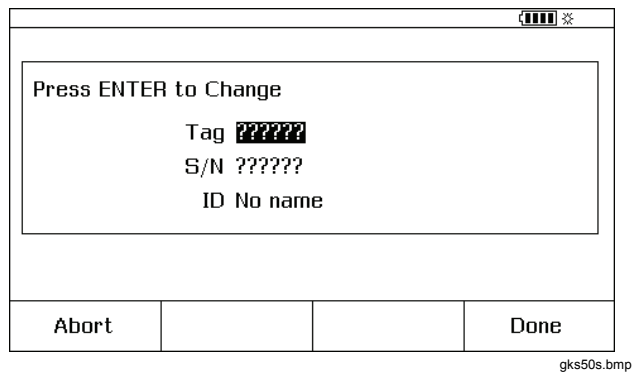 Press ENTER to Change
Tag ??????
S/N ??????
ID No name
Abort Done
gks50s.bmp